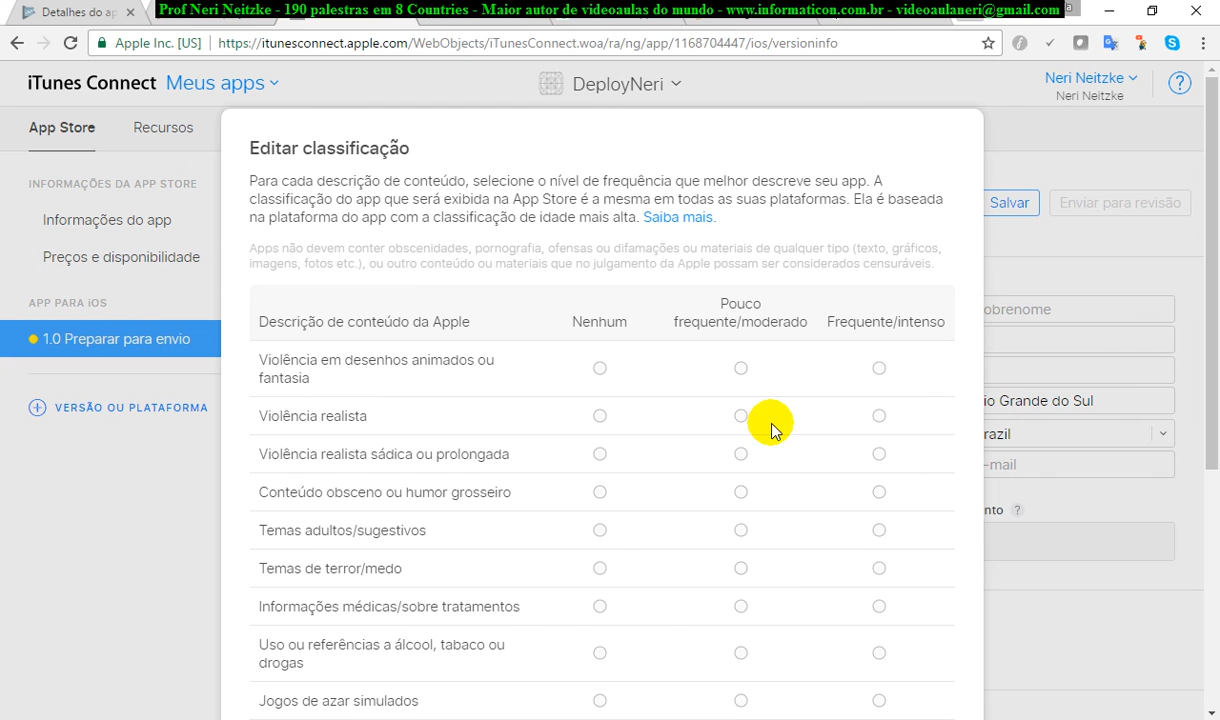 Detalhes do ap
Prof Neri Neitzke - 190 palestras em 8 Countries - Maior autor de videoaulas do mundo - www.informaticon.com.br - videoaulaneri@gmail.com
Apple Inc. [US]
https://itunesconnect.apple.com/WebObjects/iTunesConnect.woa/ra/ng/app/1168704447/ios/versioninfo
iTunes Connect
Meus apps
DeployNeri
Neri Neitzke
Neri Neitzke
?
App Store
Recursos
INFORMAÇÕES DA APP STORE
Informações do app
Preços e disponibilidade
APP PARA iOS
1.0 Preparar para envio
VERSÃO OU PLATAFORMA
Salvar
Enviar para revisão
Editar classificação
Para cada descrição de conteúdo, selecione o nível de frequência que melhor descreve seu app. A
classificação do app que será exibida na App Store é a mesma em todas as suas plataformas. Ela é baseada
na plataforma do app com a classificação de idade mais alta. Saiba mais.
Apps não devem conter obscenidades, pornografia, ofensas ou difamações ou materiais de qualquer tipo (texto, gráficos,
imagens, fotos etc.), ou outro conteúdo ou materiais que no julgamento da Apple possam ser considerados censuráveis.
Descrição de conteúdo da Apple
Nenhum
Pouco
frequente/moderado
Frequente/intenso
Violência em desenhos animados ou
fantasia
Violência realista
Violência realista sádica ou prolongada
Conteúdo obsceno ou humor grosseiro
Temas adultos/sugestivos
Temas de terror/medo
Informações médicas/sobre tratamentos
Uso ou referências a álcool, tabaco ou
drogas
Jogos de azar simulados
obrenome
io Grande do Sul
razil
-mail
nto ?